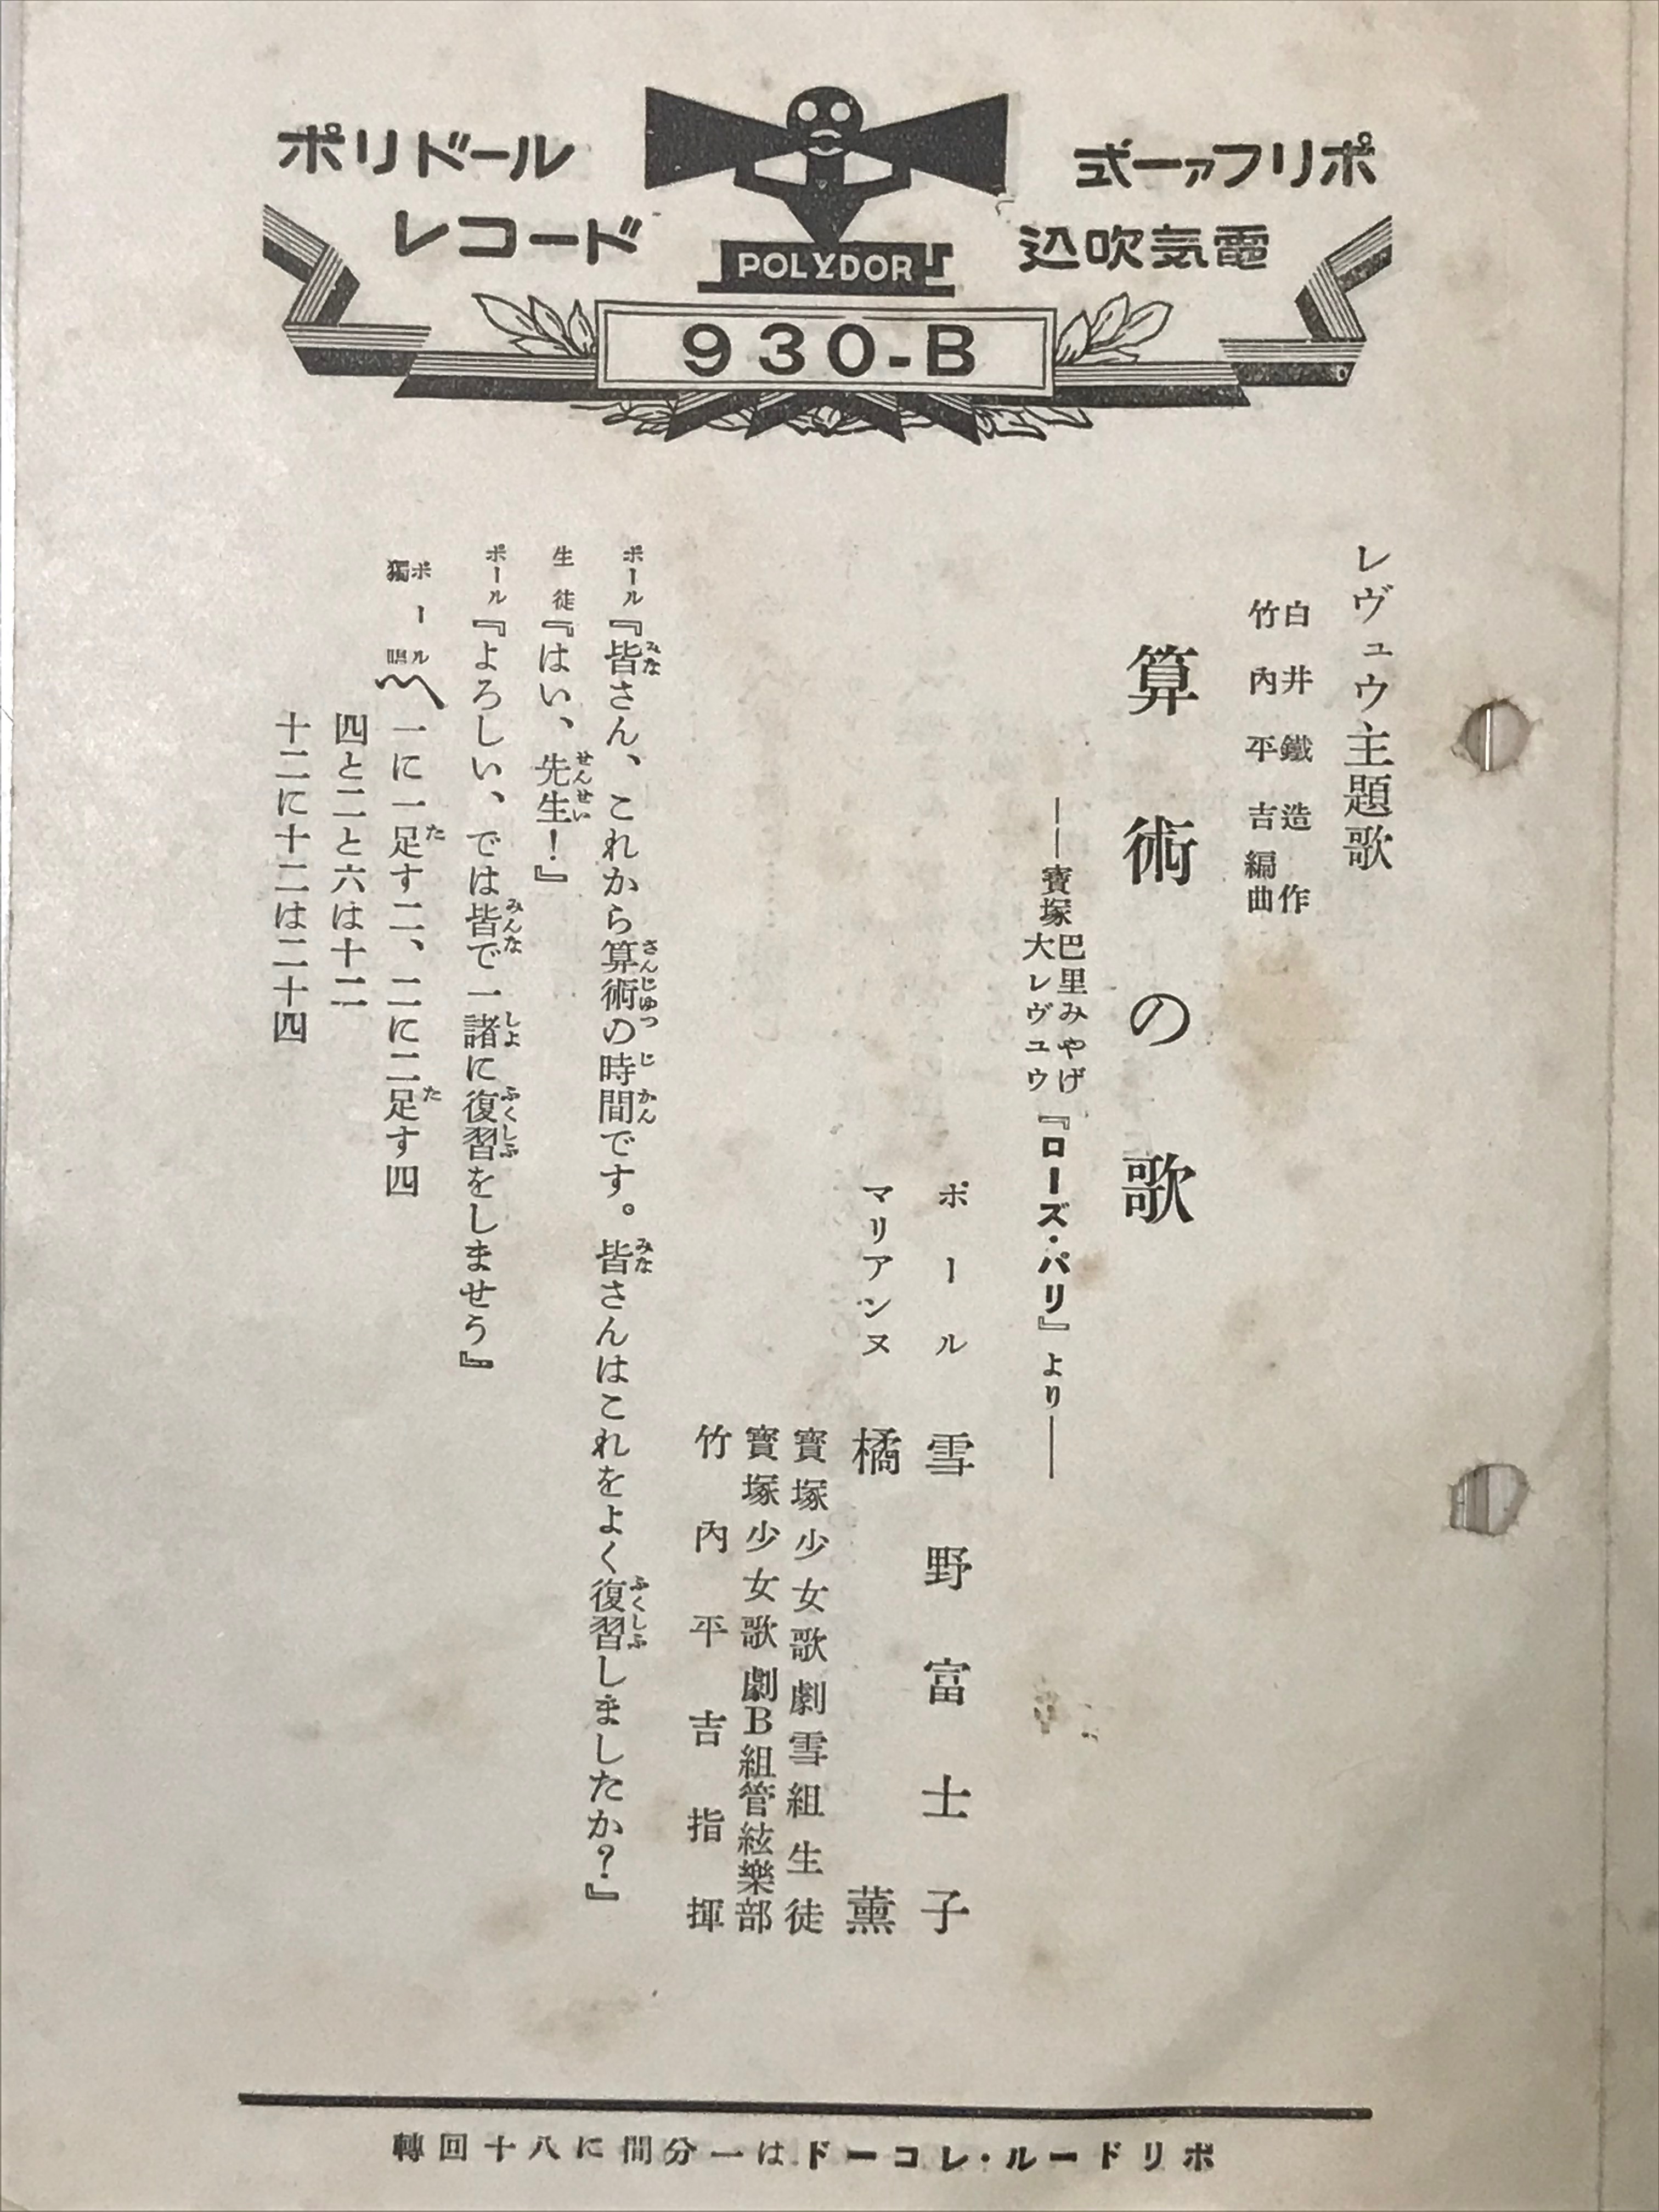 ポリドール
レコード
ポリファー式
電気吹込
POLYDOR
930-B
レヴュウ主題歌
白井鐵造作
竹內平吉編曲
算術の歌
――寶塚巴里みやげ大レヴユウ『ローズ・パリ』より――
ポール 雪野富士子
マリアンヌ 橘薰
寶塚少女歌劇雪組生徒
寶塚少女歌劇B組管絃樂部
竹內平吉指揮
ポール『皆さん、これから算術の時間です。皆さんはこれをよく復習しましたか?』
生徒『はい、先生!』
ポール『よろしい、では皆で一諸に復習をしませう』
ポール獨唱〽一に一足す二、二に二足す四
四と二と六は十二
十二に十二は二十四
ポリドール・レコードは一分間に八十回轉